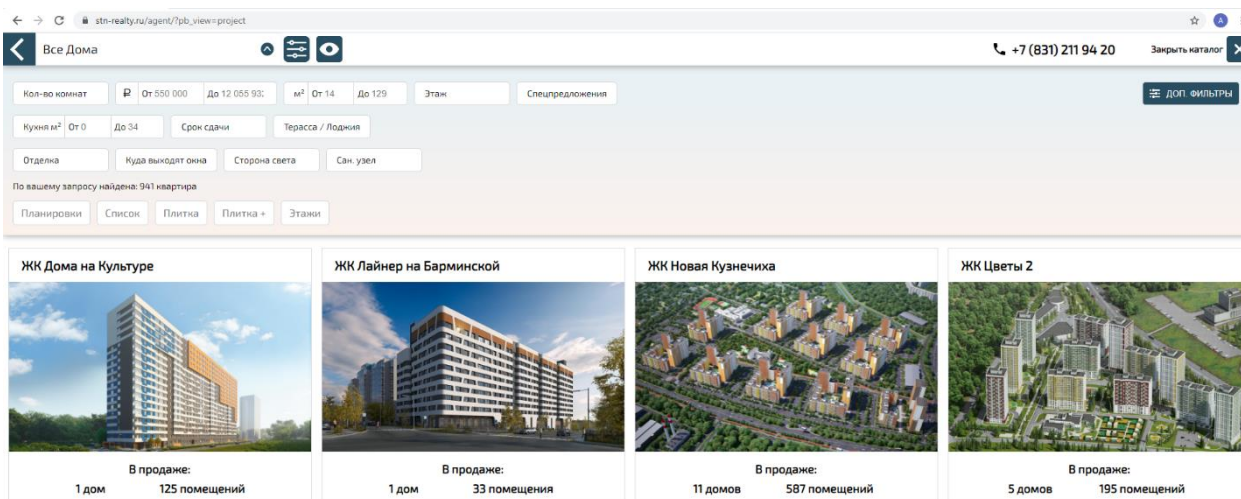 stn-realty.ru/agent/?pb_view=project
A
Все Дома
+7 (831) 211 94 20
Закрыть каталог
Кол-во комнат
₽ От 550 000 До 12 055 93
м² От 14 До 129
Этаж
Спецпредложения
ДОП. ФИЛЬТРЫ
Кухня м² От 0 До 34
Срок сдачи
Терасса / Лоджия
Отделка
Куда выходят окна
Сторона света
Сан. узел
По вашему запросу найдена: 941 квартира
Планировки
Список
Плитка
Плитка +
Этажи
ЖК Дома на Культуре
ЖК Лайнер на Барминской
ЖК Новая Кузнечиха
ЖК Цветы 2
В продаже:
1 дом 125 помещений
В продаже:
1 дом 33 помещения
В продаже:
11 домов 587 помещений
В продаже:
5 домов 195 помещений